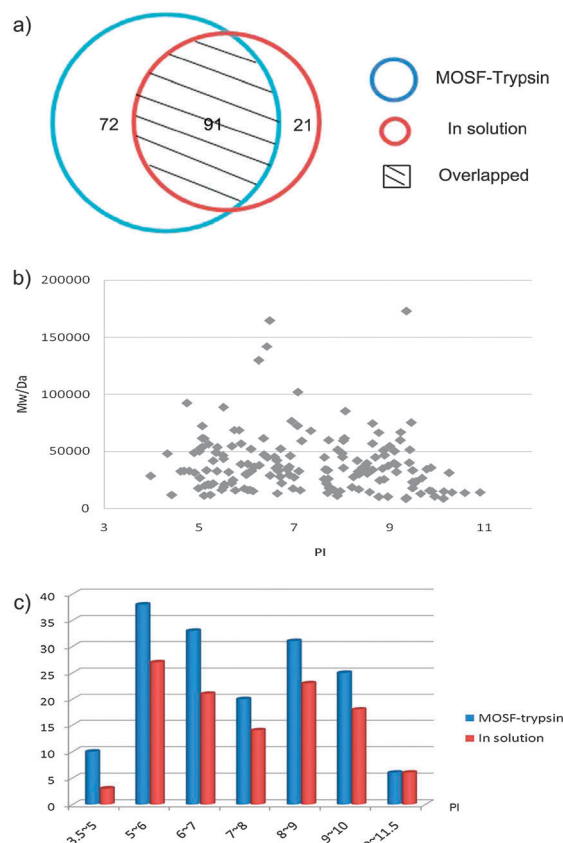 a)
72
91
21
MOSF-Trypsin
In solution
Overlapped
b)
200000
150000
100000
50000
0
Mw/Da
3
5
7
9
11
PI
c)
40
35
30
25
20
15
10
5
0
3.5~5
5~6
6~7
7~8
8~9
9~10
~11.5
PI
MOSF-trypsin
In solution